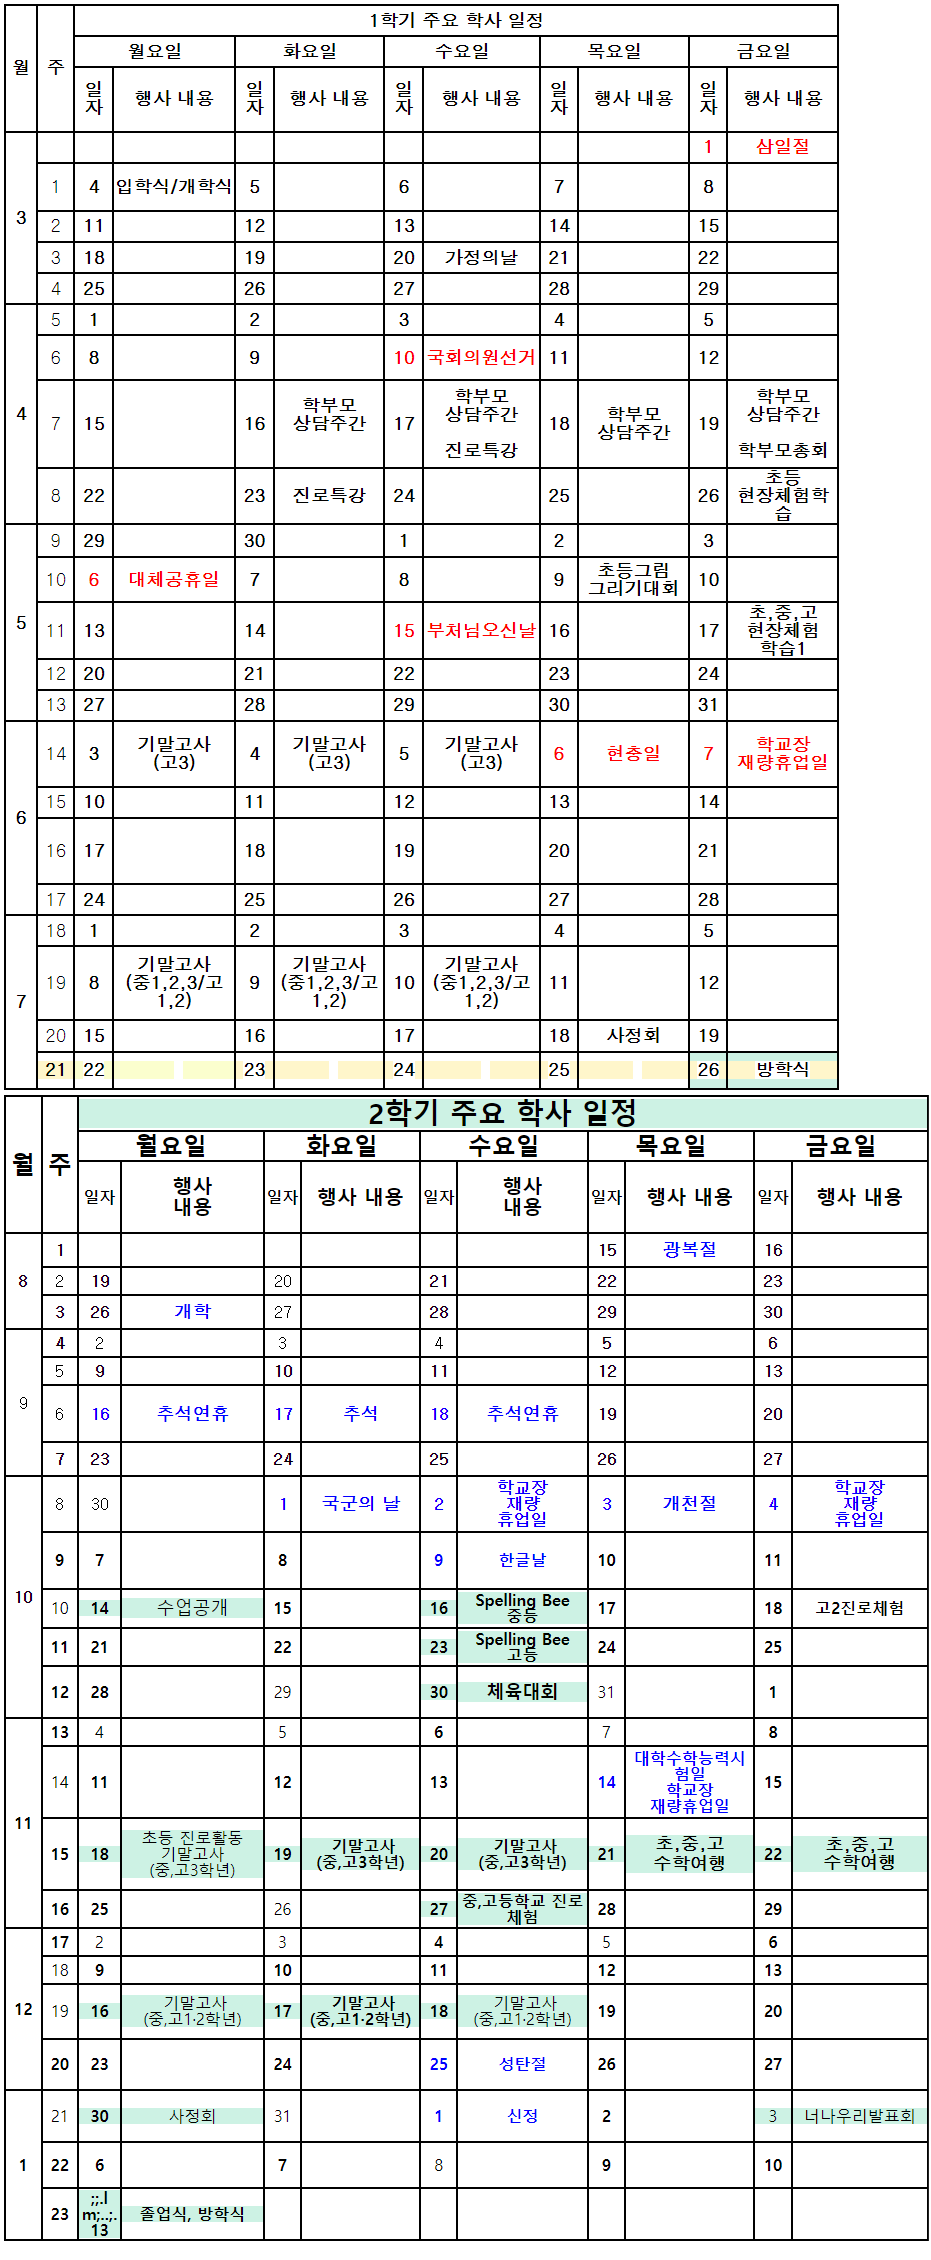 1학기 주요 학사 일정
월 주 월요일 화요일 수요일 목요일 금요일
일자 행사 내용 일자 행사 내용 일자 행사 내용 일자 행사 내용 일자 행사 내용
3
1 삼일절
1 4 입학식/개학식 5 6 7 8
2 11 12 13 14 15
3 18 19 20 가정의날 21 22
4 25 26 27 28 29
4
5 1 2 3 4 5
6 8 9 10 국회의원선거 11 12
7 15 16 학부모 상담주간 17 학부모 상담주간 진로특강 18 학부모 상담주간 19 학부모 상담주간 학부모총회
8 22 23 진로특강 24 25 26 초등 현장체험학습
5
9 29 30 1 2 3
10 6 대체공휴일 7 8 9 초등그림 그리기대회 10
11 13 14 15 부처님오신날 16 17 초,중,고 현장체험 학습1
12 20 21 22 23 24
13 27 28 29 30 31
6
14 3 기말고사 (고3) 4 기말고사 (고3) 5 기말고사 (고3) 6 현충일 7 학교장 재량휴업일
15 10 11 12 13 14
16 17 18 19 20 21
17 24 25 26 27 28
7
18 1 2 3 4 5
19 8 기말고사 (중1,2,3/고1,2) 9 기말고사 (중1,2,3/고1,2) 10 기말고사 (중1,2,3/고1,2) 11 12
20 15 16 17 18 사정회 19
21 22 23 24 25 26 방학식
2학기 주요 학사 일정
월 주 월요일 화요일 수요일 목요일 금요일
일자 행사 내용 일자 행사 내용 일자 행사 내용 일자 행사 내용 일자 행사 내용
8
1 15 광복절 16
2 19 20 21 22 23
3 26 개학 27 28 29 30
9
4 2 3 4 5 6
5 9 10 11 12 13
6 16 추석연휴 17 추석 18 추석연휴 19 20
7 23 24 25 26 27
10
8 30 1 국군의 날 2 학교장 재량 휴업일 3 개천절 4 학교장 재량 휴업일
9 7 8 9 한글날 10 11
10 14 수업공개 15 16 Spelling Bee 중등 17 18 고2진로체험
11 21 22 23 Spelling Bee 고등 24 25
12 28 29 30 체육대회 31 1
11
13 4 5 6 7 8
14 11 12 13 14 대학수학능력시험일 학교장 재량휴업일 15
15 18 초등 진로활동 기말고사 (중,고3학년) 19 기말고사 (중,고3학년) 20 기말고사 (중,고3학년) 21 초,중,고 수학여행 22 초,중,고 수학여행
16 25 26 27 중,고등학교 진로체험 28 29
12
17 2 3 4 5 6
18 9 10 11 12 13
19 16 기말고사 (중,고1·2학년) 17 기말고사 (중,고1·2학년) 18 기말고사 (중,고1·2학년) 19 20
20 23 24 25 성탄절 26 27
1
21 30 사정회 31 1 신정 2 3 너나우리발표회
22 6 7 8 9 10
23 ;;.l m;..;. 13 졸업식, 방학식